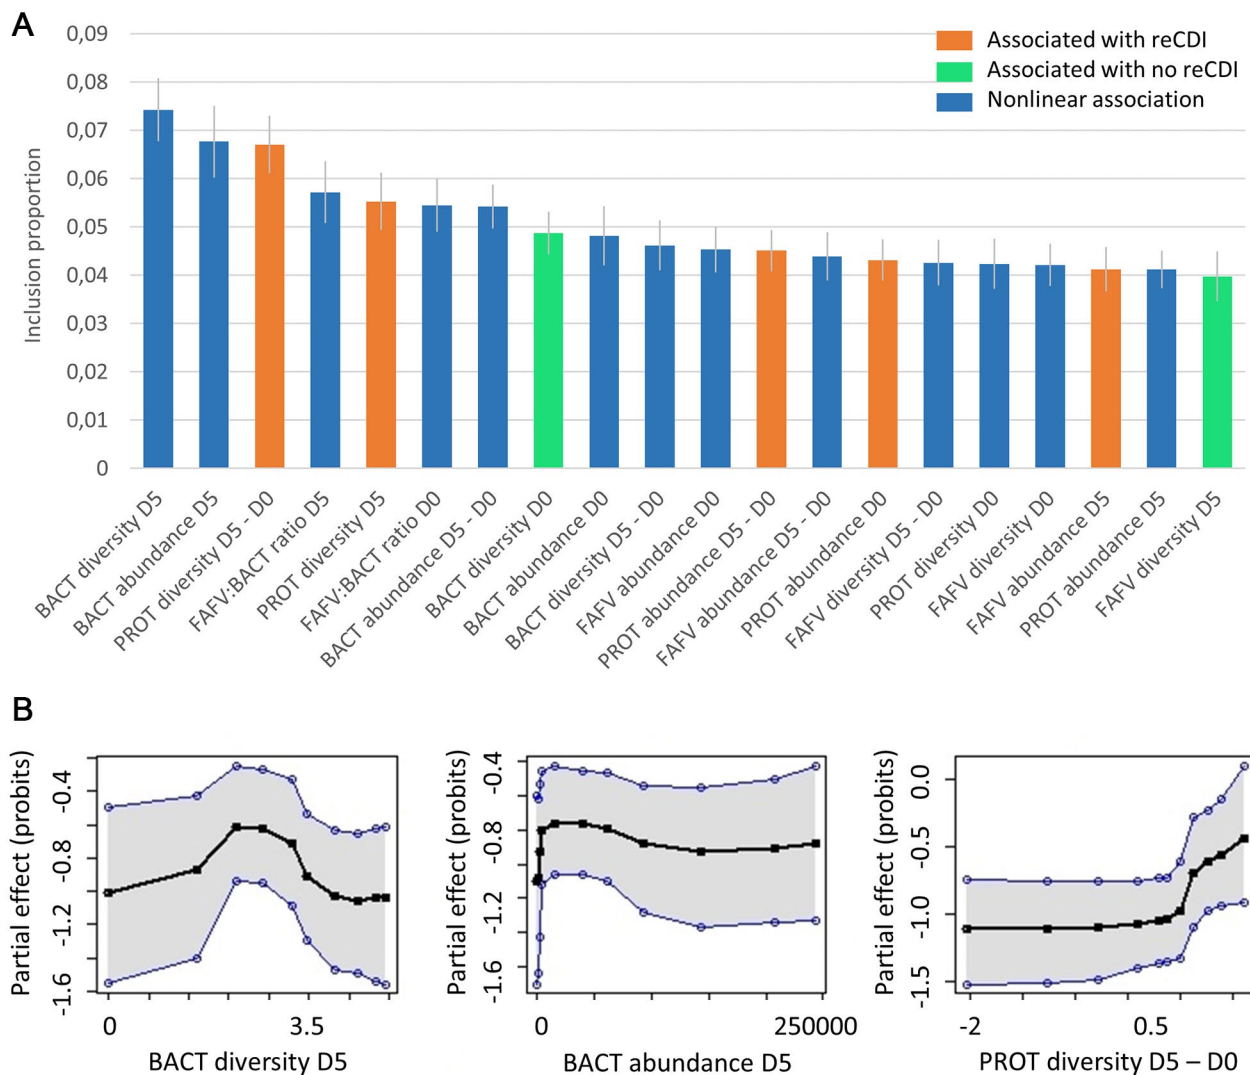 A
0,09
0,08
0,07
0,06
0,05
0,04
0,03
0,02
0,01
0
Inclusion proportion
Associated with reCDI
Associated with no reCDI
Nonlinear association
BACT diversity D5
BACT abundance D5
PROT diversity D5 - D0
FAFV:BACT ratio D5
PROT diversity D5
FAFV:BACT ratio D0
BACT abundance D5 - D0
BACT diversity D0
BACT abundance D0
BACT diversity D5 - D0
FAFV abundance D0
PROT abundance D5 - D0
FAFV abundance D5 - D0
PROT abundance D0
FAFV diversity D5 - D0
PROT diversity D0
FAFV diversity D0
FAFV abundance D5
PROT abundance D5
FAFV diversity D5
B
Partial effect (probits)
-0.4
-0.8
-1.2
-1.6
0 3.5
BACT diversity D5
Partial effect (probits)
-0.4
-0.8
-1.2
-1.6
0 250000
BACT abundance D5
Partial effect (probits)
0.0
-0.5
-1.0
-1.5
-2 0.5
PROT diversity D5 – D0